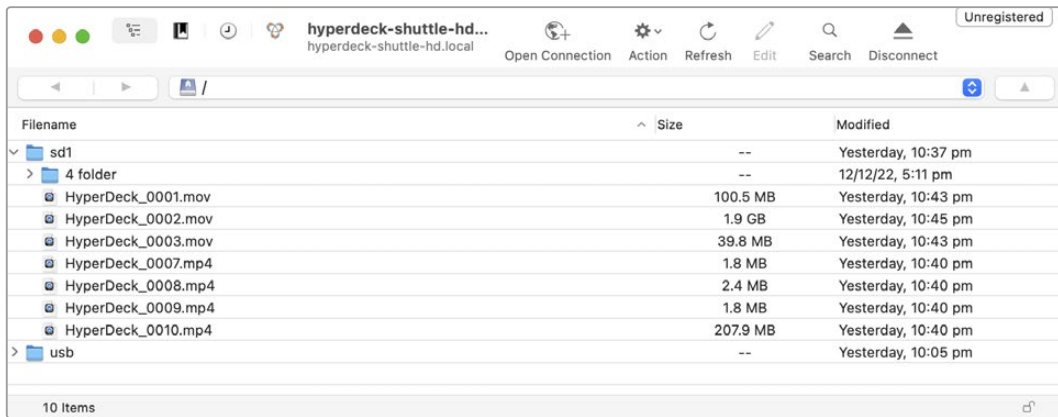 Unregistered
hyperdeck-shuttle-hd...
hyperdeck-shuttle-hd.local
Open Connection Action Refresh Edit Search Disconnect
/
Filename Size Modified
sd1 -- Yesterday, 10:37 pm
4 folder -- 12/12/22, 5:11 pm
HyperDeck_0001.mov 100.5 MB Yesterday, 10:43 pm
HyperDeck_0002.mov 1.9 GB Yesterday, 10:45 pm
HyperDeck_0003.mov 39.8 MB Yesterday, 10:43 pm
HyperDeck_0007.mp4 1.8 MB Yesterday, 10:40 pm
HyperDeck_0008.mp4 2.4 MB Yesterday, 10:40 pm
HyperDeck_0009.mp4 1.8 MB Yesterday, 10:40 pm
HyperDeck_0010.mp4 207.9 MB Yesterday, 10:40 pm
usb -- Yesterday, 10:05 pm
10 Items